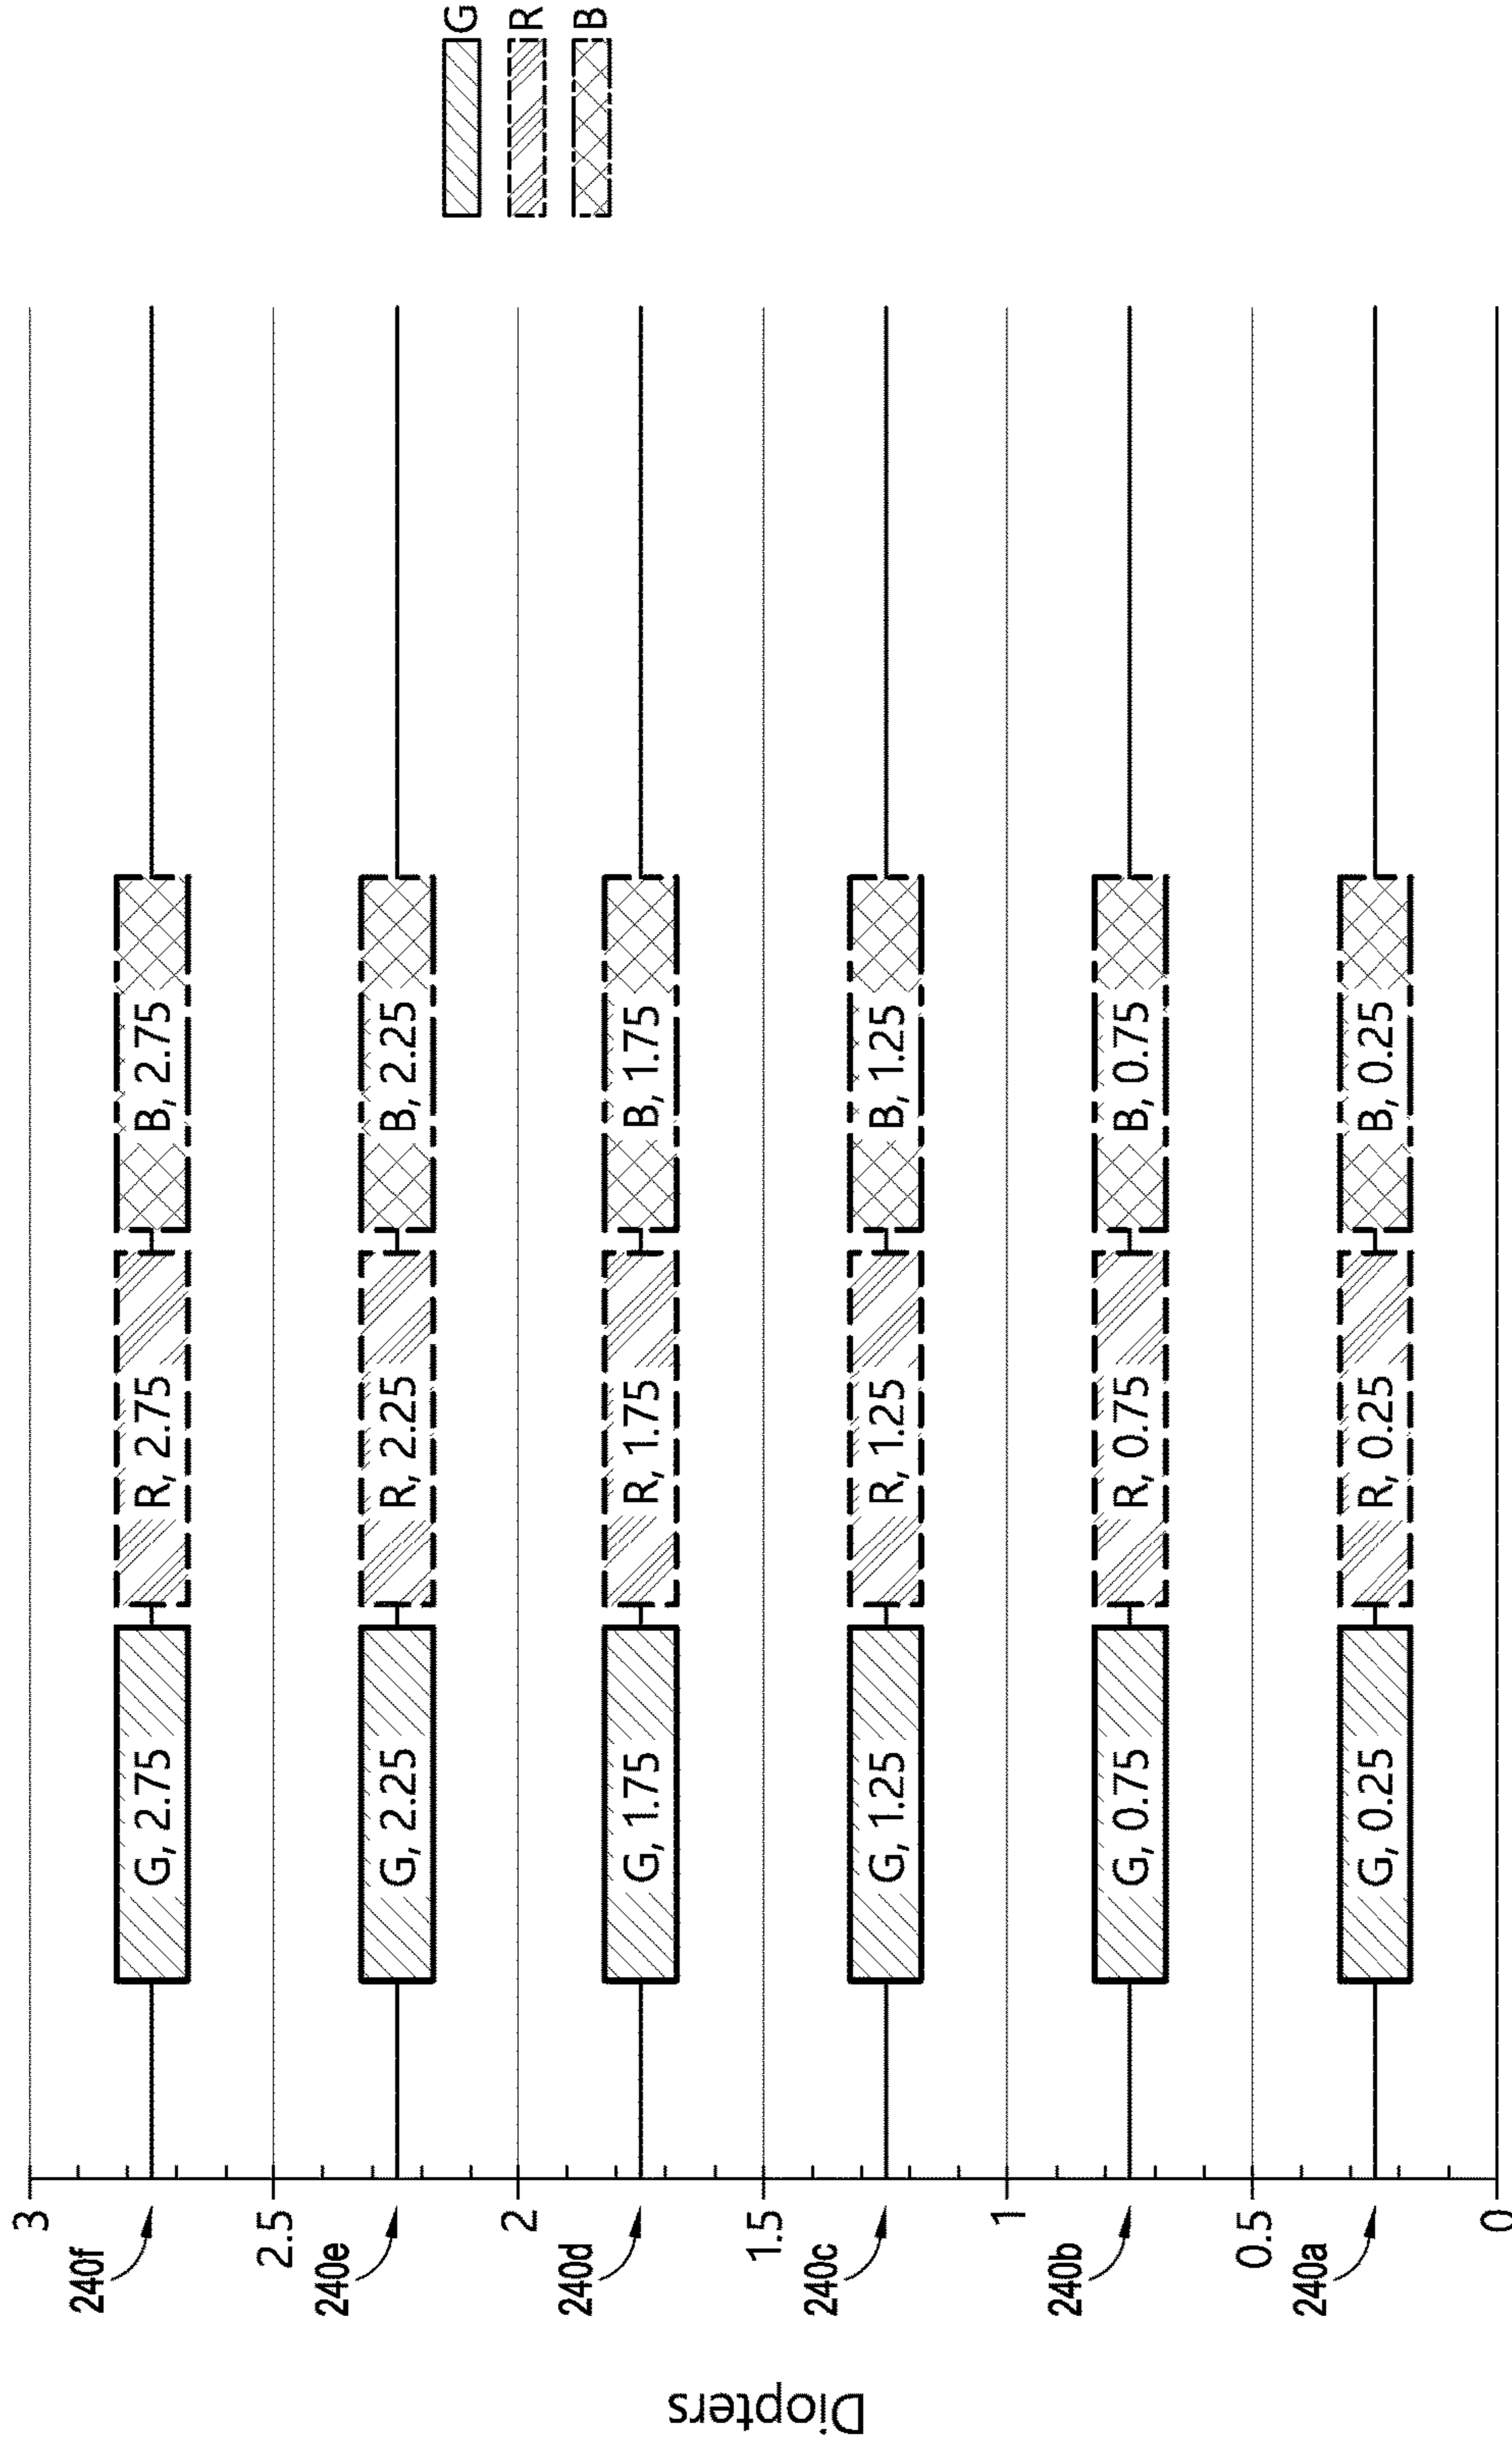 Diopters
3
240f
G, 2.75
R, 2.75
B, 2.75
2.5
240e
G, 2.25
R, 2.25
B, 2.25
2
240d
G, 1.75
R, 1.75
B, 1.75
1.5
240c
G, 1.25
R, 1.25
B, 1.25
1
240b
G, 0.75
R, 0.75
B, 0.75
0.5
240a
G, 0.25
R, 0.25
B, 0.25
0
G
R
B